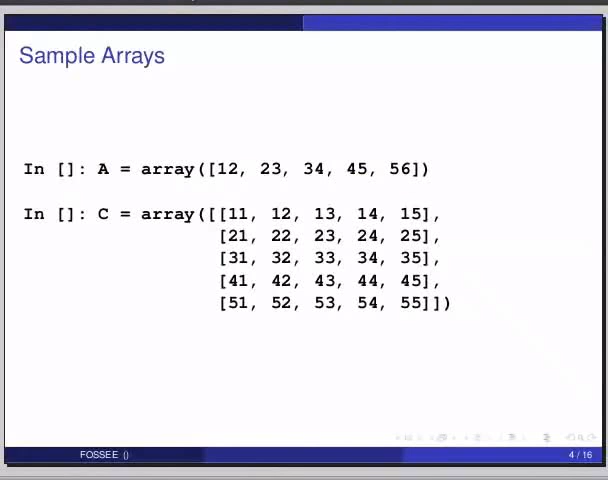 Sample Arrays
In []: A = array([12, 23, 34, 45, 56])
In []: C = array([[11, 12, 13, 14, 15],
[21, 22, 23, 24, 25],
[31, 32, 33, 34, 35],
[41, 42, 43, 44, 45],
[51, 52, 53, 54, 55]])
FOSSEE ()
4 / 16